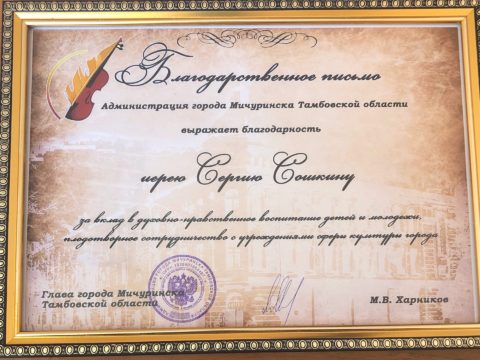 Благодарственное письмо
Администрация города Мичуринска Тамбовской области
выражает благодарность
иерею Сергию Сошкину
за вклад в духовно-нравственное воспитание детей и молодежи,
плодотворное сотрудничество с учреждениями сферы культуры города
Глава города Мичуринска
Тамбовской области
М.В. Харников